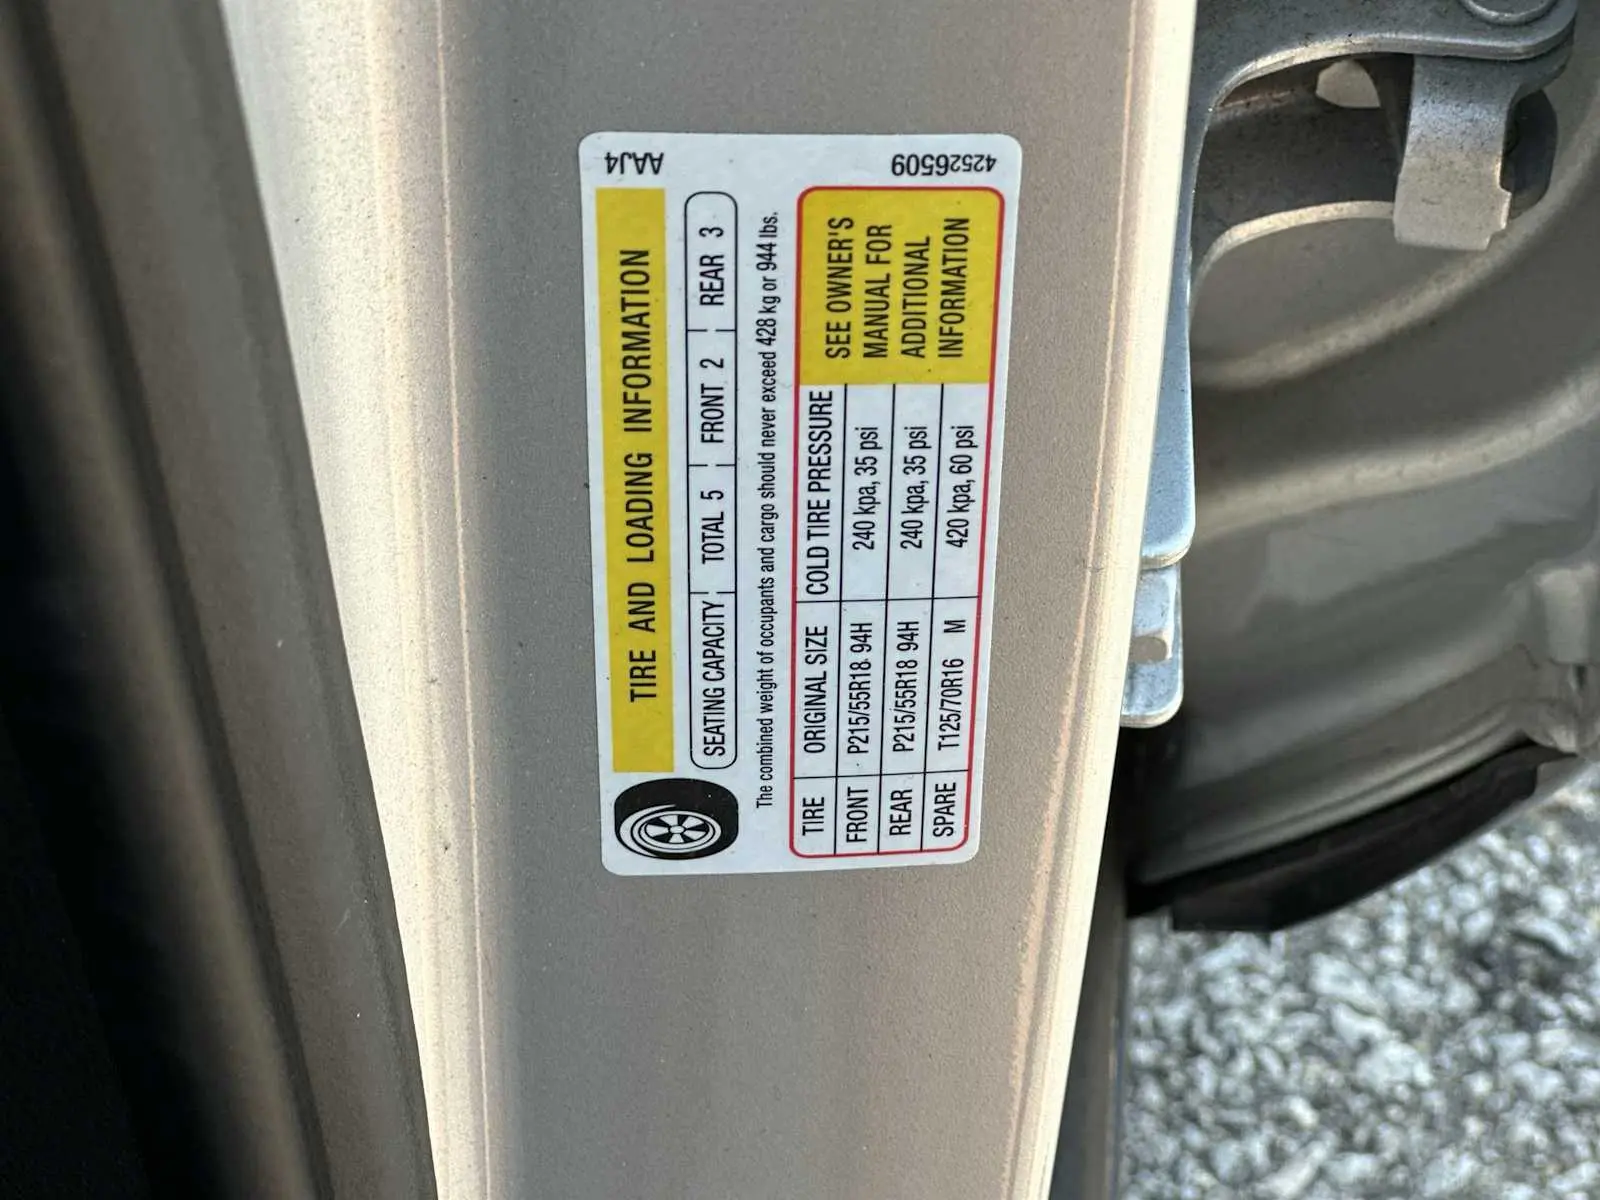 AAJ4
42526509
TIRE AND LOADING INFORMATION
SEATING CAPACITY TOTAL 5 FRONT 2 REAR 3
The combined weight of occupants and cargo should never exceed 428 kg or 944 lbs.
TIRE ORIGINAL SIZE COLD TIRE PRESSURE
FRONT P215/55R18 94H 240 kpa, 35 psi
REAR P215/55R18 94H 240 kpa, 35 psi
SPARE T125/70R16 M 420 kpa, 60 psi
SEE OWNER'S
MANUAL FOR
ADDITIONAL
INFORMATION